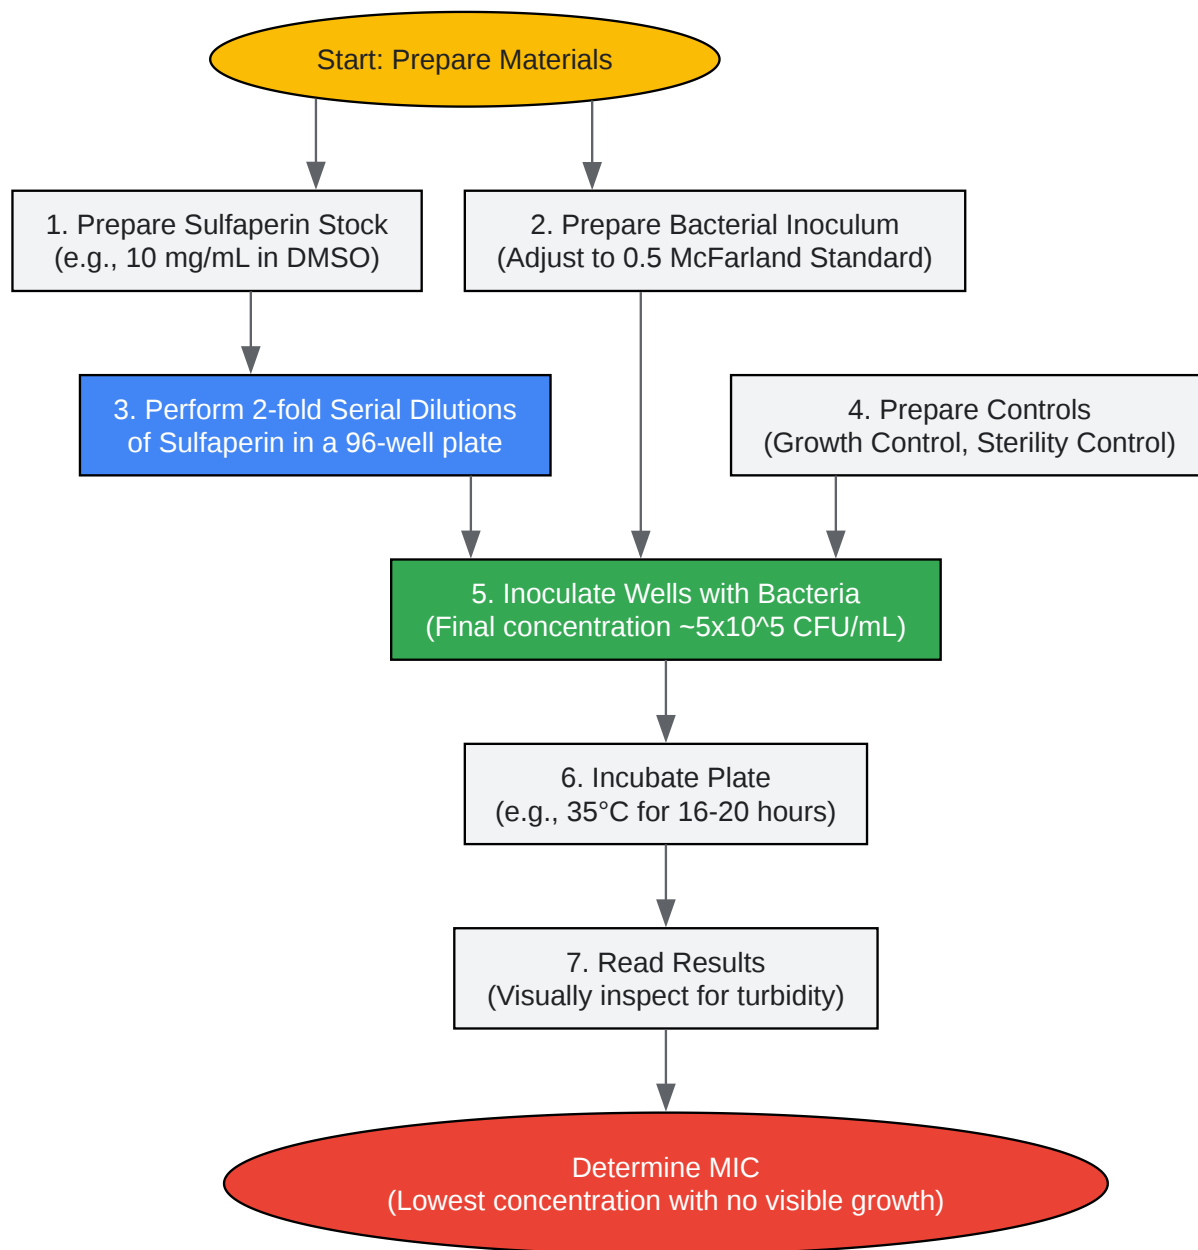 Start: Prepare Materials
1. Prepare Sulfaperin Stock
(e.g., 10 mg/mL in DMSO)
2. Prepare Bacterial Inoculum
(Adjust to 0.5 McFarland Standard)
3. Perform 2-fold Serial Dilutions
of Sulfaperin in a 96-well plate
4. Prepare Controls
(Growth Control, Sterility Control)
5. Inoculate Wells with Bacteria
(Final concentration ~5x10^5 CFU/mL)
6. Incubate Plate
(e.g., 35°C for 16-20 hours)
7. Read Results
(Visually inspect for turbidity)
Determine MIC
(Lowest concentration with no visible growth)